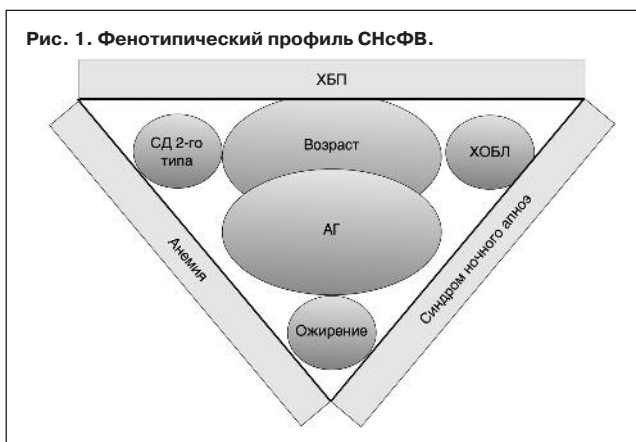 Рис. 1. Фенотипический профиль СНсФВ.
ХБП
СД 2-го
типа
Возраст
ХОБЛ
АГ
Анемия
Синдром ночного апноэ
Ожирение